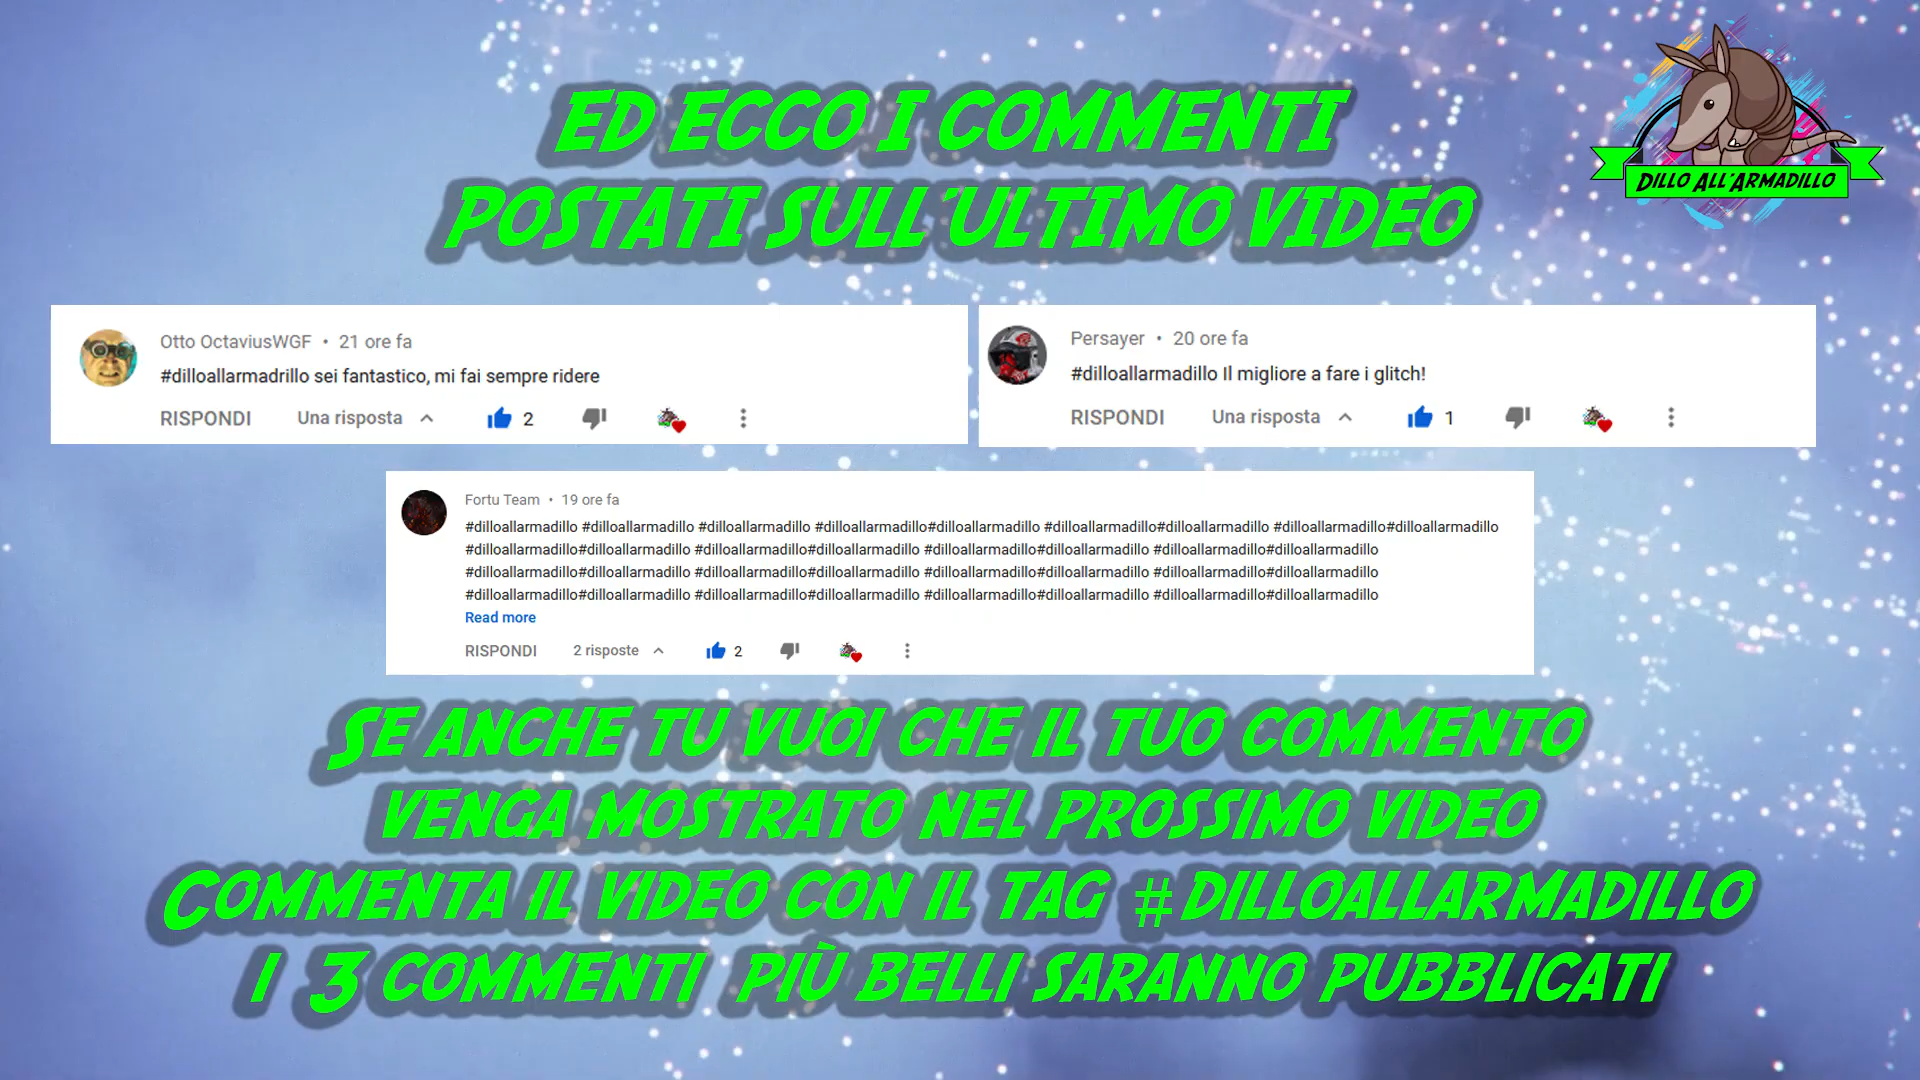 ED ECCO I COMMENTI
POSTATI SULL'ULTIMO VIDEO
DILLO ALL'ARMADILLO
Otto OctaviusWGF • 21 ore fa
#dilloallarmadrillo sei fantastico, mi fai sempre ridere
RISPONDI Una risposta 2
Persayer • 20 ore fa
#dilloallarmadillo Il migliore a fare i glitch!
RISPONDI Una risposta 1
Fortu Team • 19 ore fa
#dilloallarmadillo #dilloallarmadillo #dilloallarmadillo #dilloallarmadillo#dilloallarmadillo #dilloallarmadillo#dilloallarmadillo #dilloallarmadillo#dilloallarmadillo
#dilloallarmadillo#dilloallarmadillo #dilloallarmadillo#dilloallarmadillo #dilloallarmadillo#dilloallarmadillo #dilloallarmadillo#dilloallarmadillo
#dilloallarmadillo#dilloallarmadillo #dilloallarmadillo#dilloallarmadillo #dilloallarmadillo#dilloallarmadillo #dilloallarmadillo#dilloallarmadillo
#dilloallarmadillo#dilloallarmadillo #dilloallarmadillo#dilloallarmadillo #dilloallarmadillo#dilloallarmadillo #dilloallarmadillo#dilloallarmadillo
Read more
RISPONDI 2 risposte 2
SE ANCHE TU VUOI CHE IL TUO COMMENTO
VENGA MOSTRATO NEL PROSSIMO VIDEO
COMMENTA IL VIDEO CON IL TAG #DILLOALLARMADILLO
I 3 COMMENTI PIÙ BELLI SARANNO PUBBLICATI